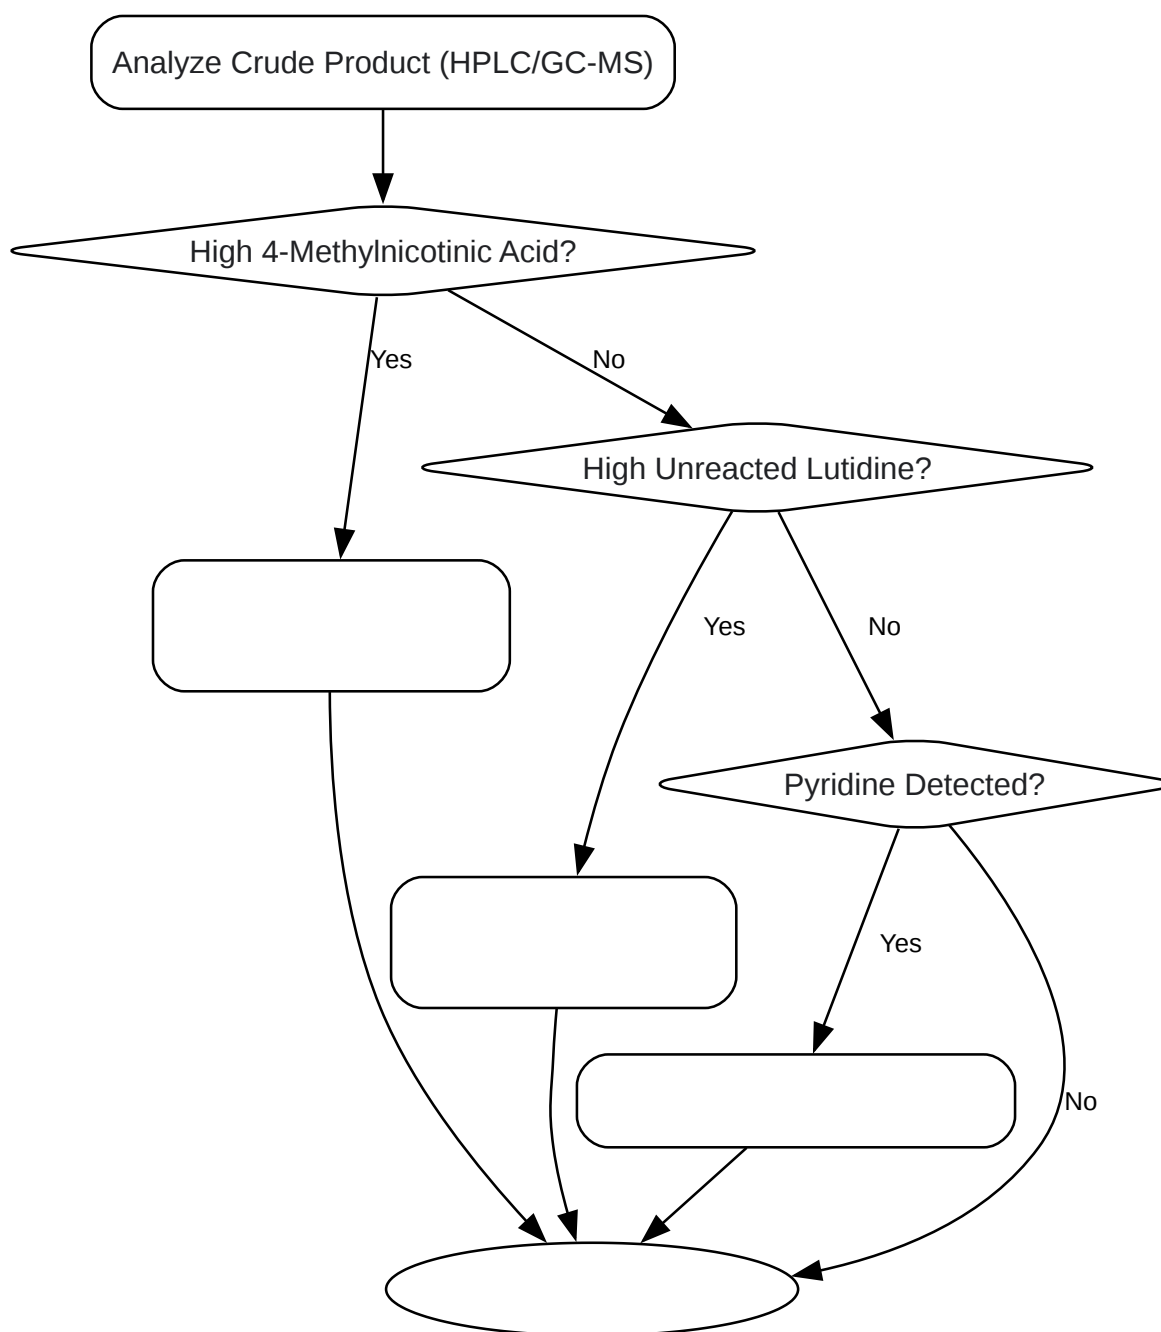 Analyze Crude Product (HPLC/GC-MS)
High 4-Methylnicotinic Acid?
Yes
No
High Unreacted Lutidine?
Yes
No
Pyridine Detected?
Yes
No